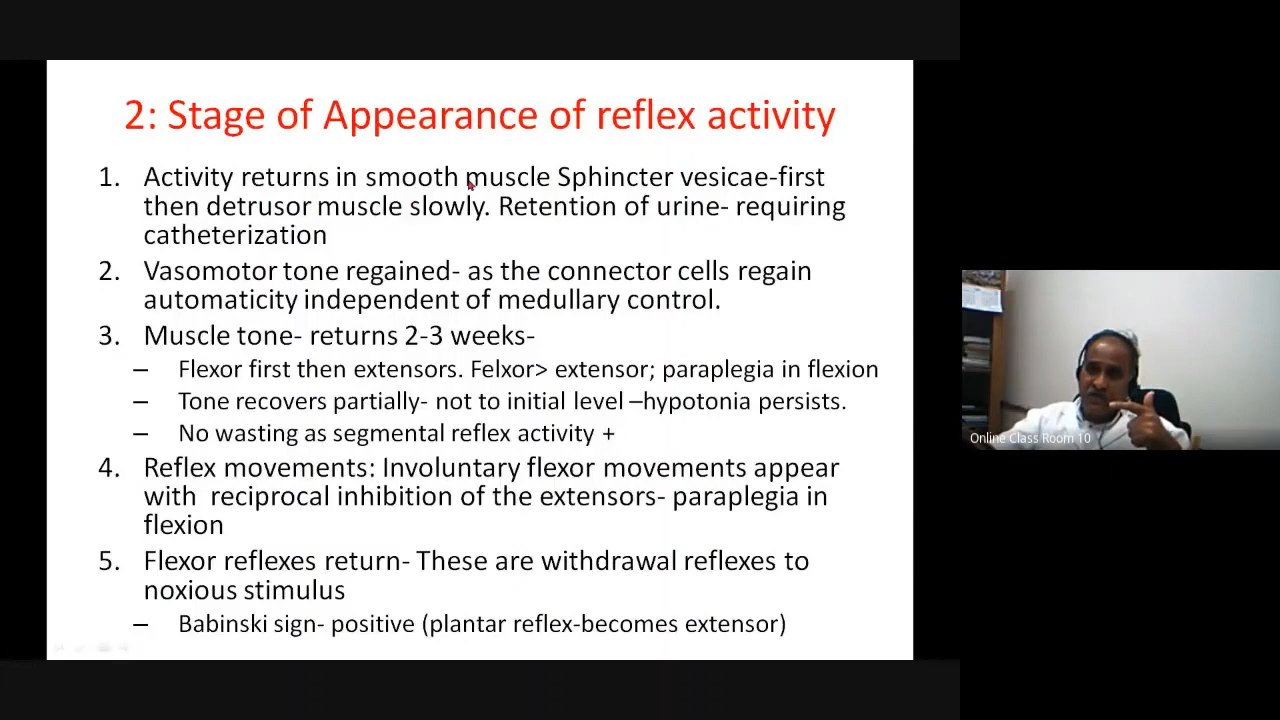 2: Stage of Appearance of reflex activity
1. Activity returns in smooth muscle Sphincter vesicae-first
then detrusor muscle slowly. Retention of urine- requiring
catheterization
2. Vasomotor tone regained- as the connector cells regain
automaticity independent of medullary control.
3. Muscle tone- returns 2-3 weeks-
– Flexor first then extensors. Felxor> extensor; paraplegia in flexion
– Tone recovers partially- not to initial level –hypotonia persists.
– No wasting as segmental reflex activity +
4. Reflex movements: Involuntary flexor movements appear
with reciprocal inhibition of the extensors- paraplegia in
flexion
5. Flexor reflexes return- These are withdrawal reflexes to
noxious stimulus
– Babinski sign- positive (plantar reflex-becomes extensor)
Online Class Room 10